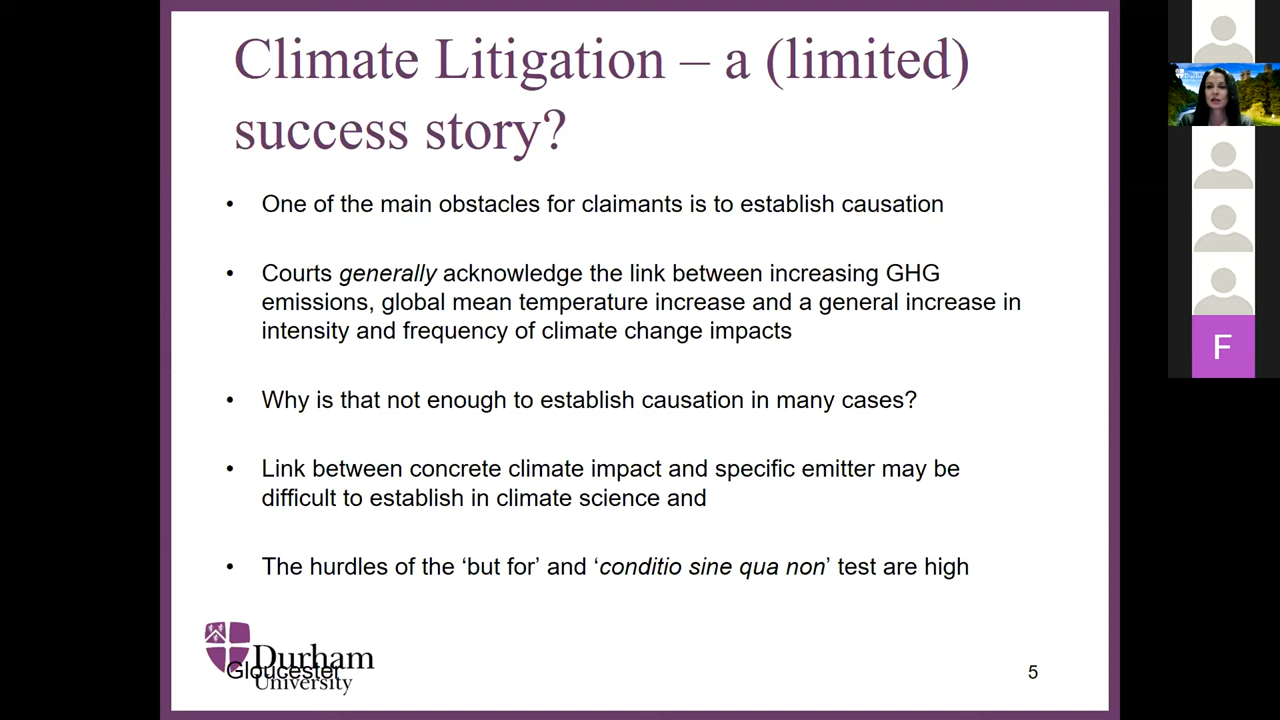 Climate Litigation – a (limited)
success story?
• One of the main obstacles for claimants is to establish causation
• Courts generally acknowledge the link between increasing GHG
emissions, global mean temperature increase and a general increase in
intensity and frequency of climate change impacts
• Why is that not enough to establish causation in many cases?
• Link between concrete climate impact and specific emitter may be
difficult to establish in climate science and
• The hurdles of the ‘but for’ and ‘conditio sine qua non’ test are high
Durham
University
Gloucester
5
Durham
F